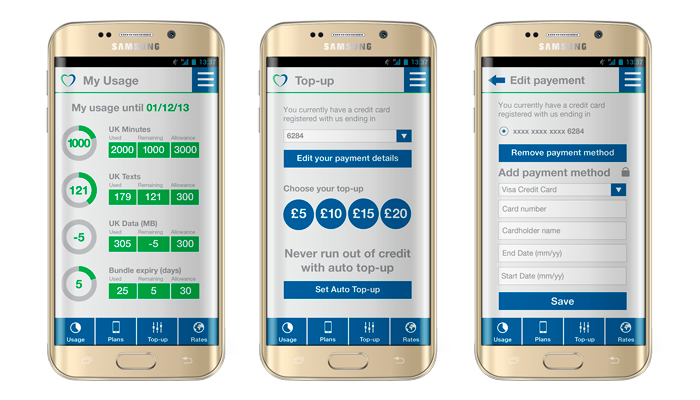 SAMSUNG
13:37
My Usage
My usage until 01/12/13
UK Minutes
Used Remaining Allowance
1000
2000 1000 3000
UK Texts
Used Remaining Allowance
121
179 121 300
UK Data (MB)
Used Remaining Allowance
-5
305 -5 300
Bundle expiry (days)
Used Remaining Allowance
5
25 5 30
Usage Plans Top-up Rates
SAMSUNG
13:37
Top-up
You currently have a credit card
registered with us ending in
6284
Edit your payment details
Choose your top-up
£5 £10 £15 £20
Never run out of credit
with auto top-up
Set Auto Top-up
Usage Plans Top-up Rates
SAMSUNG
13:37
Edit payement
You currently have a credit card
registered with us ending in
xxxx xxxx xxxx 6284
Remove payment method
Add payment method
Visa Credit Card
Card number
Cardholder name
End Date (mm/yy)
Start Date (mm/yy)
Save
Usage Plans Top-up Rates